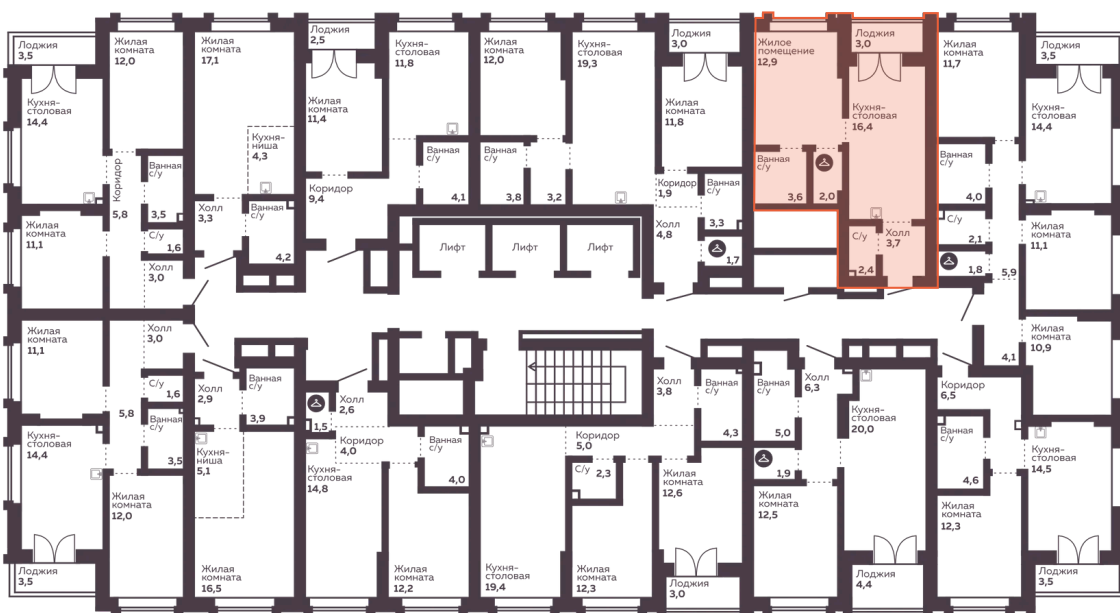 Лоджия
3,5
Жилая
комната
12,0
Жилая
комната
17,1
Лоджия
2,5
Кухня-
столовая
11,8
Жилая
комната
12,0
Кухня-
столовая
19,3
Лоджия
3,0
Жилое
помещение
12,9
Лоджия
3,0
Жилая
комната
11,7
Лоджия
3,5
Кухня-
столовая
14,4
Жилая
комната
11,4
Жилая
комната
11,8
Кухня-
столовая
16,4
Кухня-
столовая
14,4
Кухня-
ниша
4,3
Коридор
5,8
Ванная
с/у
3,5
Ванная
с/у
4,1
Ванная
с/у
3,8
3,2
Ванная
с/у
3,6
2,0
Ванная
с/у
4,0
Коридор
9,4
Коридор
1,9
Ванная
с/у
3,3
Холл
3,3
Ванная
с/у
4,2
Холл
4,8
1,7
С/у
2,4
Холл
3,7
С/у
2,1
1,8
5,9
Жилая
комната
11,1
Жилая
комната
11,1
С/у
1,6
Холл
3,0
Лифт
Лифт
Лифт
Жилая
комната
11,1
Холл
3,0
Жилая
комната
10,9
4,1
С/у
1,6
5,8
Холл
2,9
Ванная
с/у
3,9
Холл
2,6
1,5
Холл
3,8
Ванная
с/у
4,3
Ванная
с/у
5,0
Холл
6,3
Коридор
6,5
Кухня-
столовая
14,4
Ванная
с/у
3,5
Кухня-
ниша
5,1
Коридор
4,0
Ванная
с/у
4,0
Коридор
5,0
С/у
2,3
1,9
Кухня-
столовая
20,0
Ванная
с/у
4,6
Кухня-
столовая
14,5
Жилая
комната
12,0
Кухня-
столовая
14,8
Жилая
комната
12,6
Жилая
комната
12,5
Жилая
комната
12,3
Лоджия
3,5
Жилая
комната
16,5
Жилая
комната
12,2
Кухня-
столовая
19,4
Жилая
комната
12,3
Лоджия
3,0
Лоджия
4,4
Лоджия
3,5